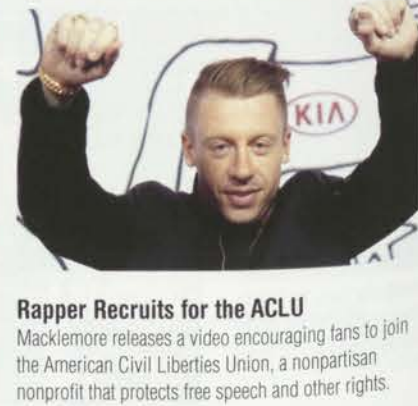 KIA
Rapper Recruits for the ACLU
Macklemore releases a video encouraging fans to join
the American Civil Liberties Union, a nonpartisan
nonprofit that protects free speech and other rights.